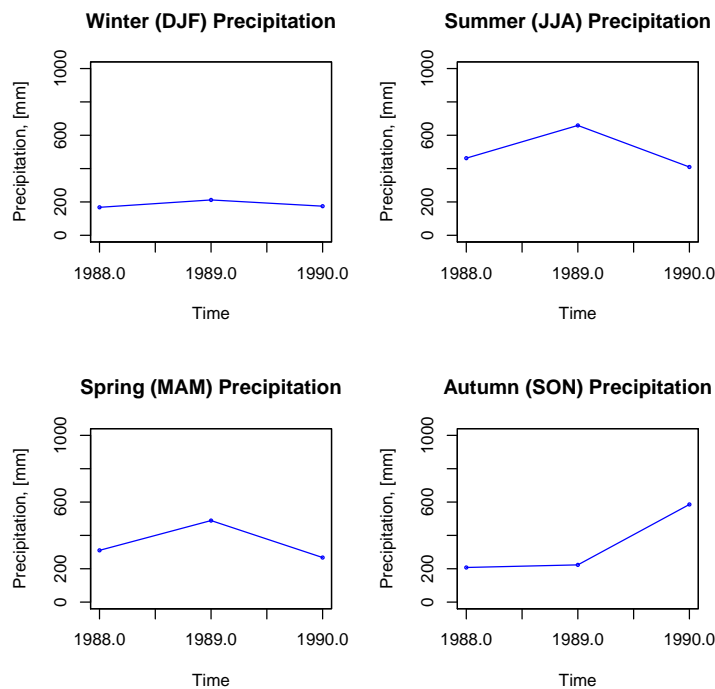 Winter (DJF) Precipitation
Precipitation, [mm]
1000
600
200
0
1988.0 1989.0 1990.0
Time
Summer (JJA) Precipitation
Precipitation, [mm]
1000
600
200
0
1988.0 1989.0 1990.0
Time
Spring (MAM) Precipitation
Precipitation, [mm]
1000
600
200
0
1988.0 1989.0 1990.0
Time
Autumn (SON) Precipitation
Precipitation, [mm]
1000
600
200
0
1988.0 1989.0 1990.0
Time